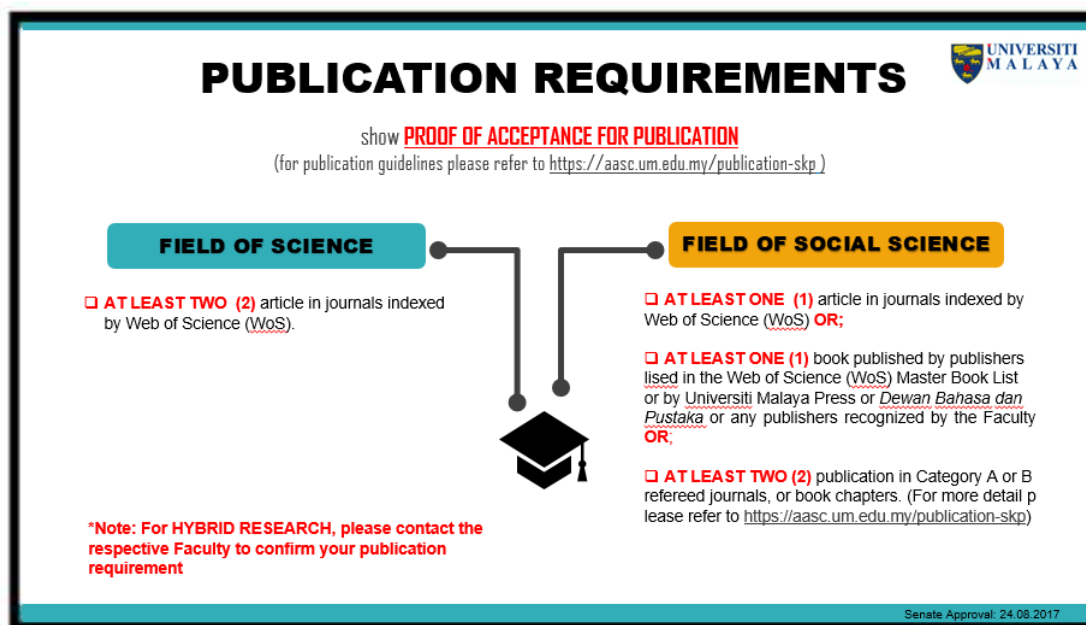 UNIVERSITI
MALAYA
PUBLICATION REQUIREMENTS
show PROOF OF ACCEPTANCE FOR PUBLICATION
(for publication guidelines please refer to https://aasc.um.edu.my/publication-skp )
FIELD OF SCIENCE
❑ AT LEAST TWO (2) article in journals indexed
by Web of Science (WoS).
*Note: For HYBRID RESEARCH, please contact the
respective Faculty to confirm your publication
requirement
FIELD OF SOCIAL SCIENCE
❑ AT LEAST ONE (1) article in journals indexed by
Web of Science (WoS) OR;
❑ AT LEAST ONE (1) book published by publishers
lised in the Web of Science (WoS) Master Book List
or by Universiti Malaya Press or Dewan Bahasa dan
Pustaka or any publishers recognized by the Faculty
OR;
❑ AT LEAST TWO (2) publication in Category A or B
refereed journals, or book chapters. (For more detail p
lease refer to https://aasc.um.edu.my/publication-skp)
Senate Approval: 24.08.2017